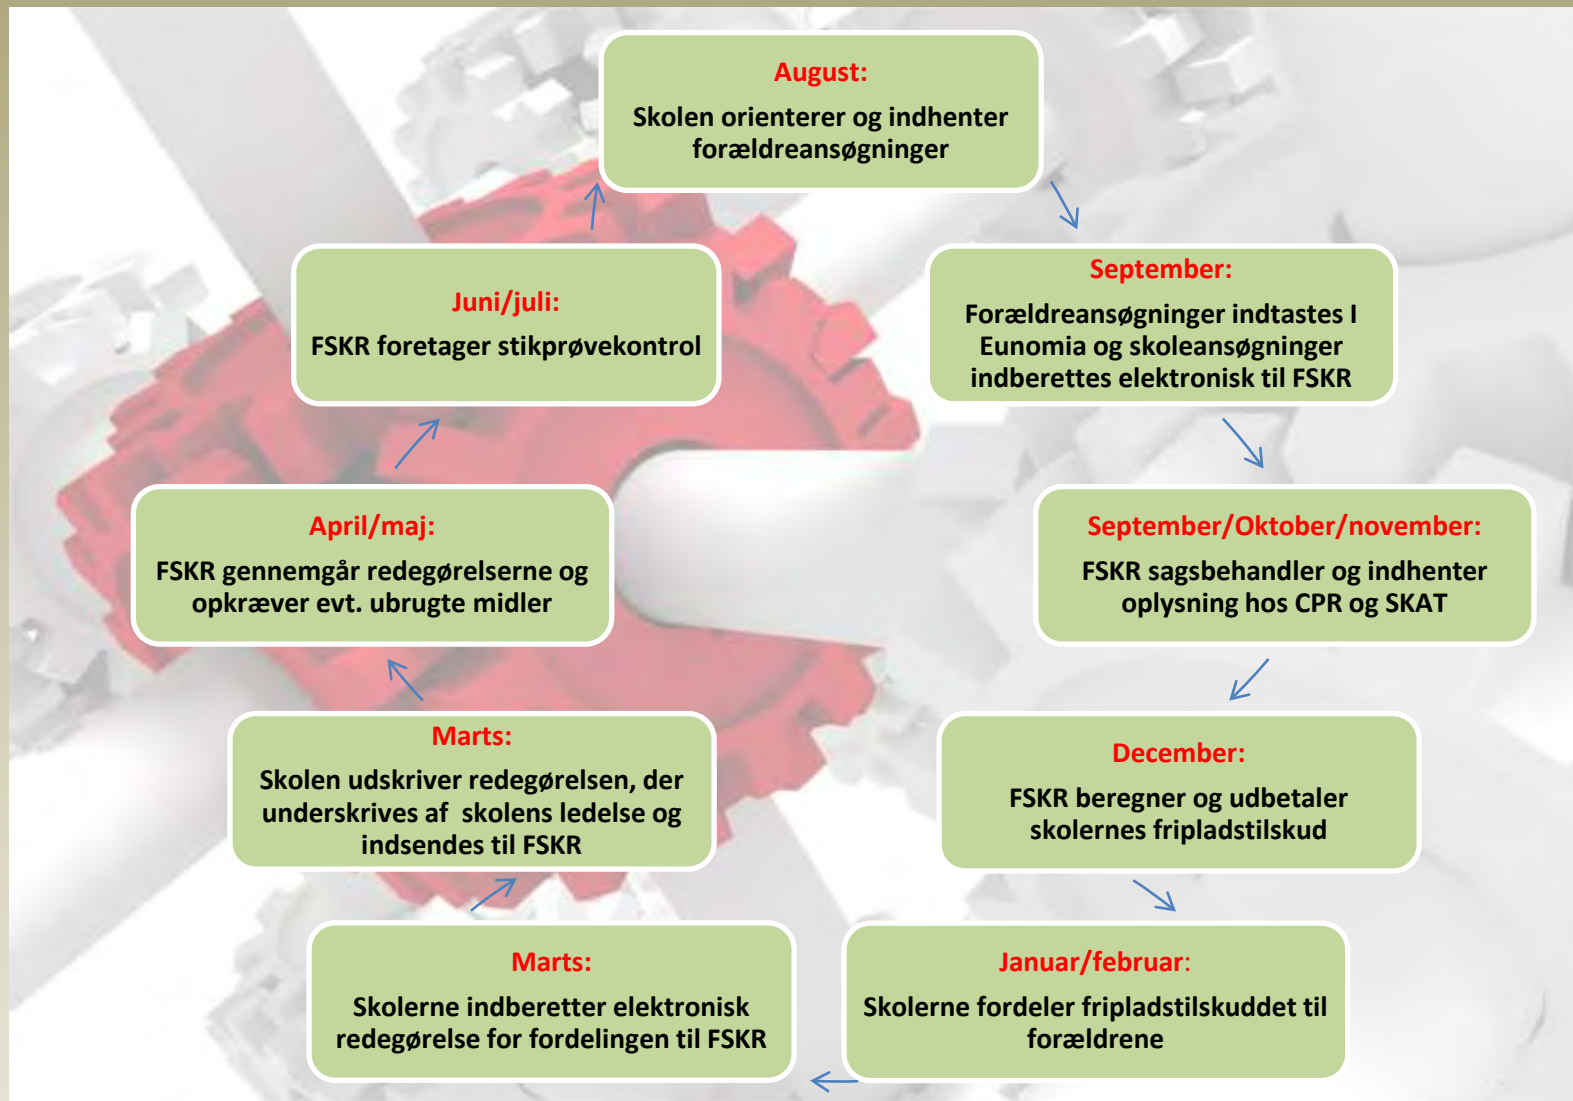 August:
Skolen orienterer og indhenter
forældreansøgninger
September:
Forældreansøgninger indtastes I
Eunomia og skoleansøgninger
indberettes elektronisk til FSKR
September/Oktober/november:
FSKR sagsbehandler og indhenter
oplysning hos CPR og SKAT
December:
FSKR beregner og udbetaler
skolernes fripladstilskud
Januar/februar:
Skolerne fordeler fripladstilskuddet til
forældrene
Marts:
Skolerne indberetter elektronisk
redegørelse for fordelingen til FSKR
Marts:
Skolen udskriver redegørelsen, der
underskrives af  skolens ledelse og
indsendes til FSKR
April/maj:
FSKR gennemgår redegørelserne og
opkræver evt. ubrugte midler
Juni/juli:
FSKR foretager stikprøvekontrol